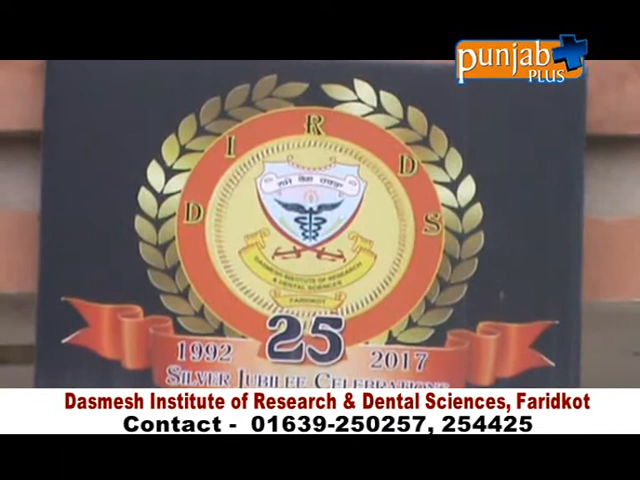 punjab
PLUS
D I R D S
DASMESH INSTITUTE OF RESEARCH
& DENTAL SCIENCES
FARIDKOT
25
1992 2017
SILVER JUBILEE CELEBRATIONS
Dasmesh Institute of Research & Dental Sciences, Faridkot
Contact - 01639-250257, 254425